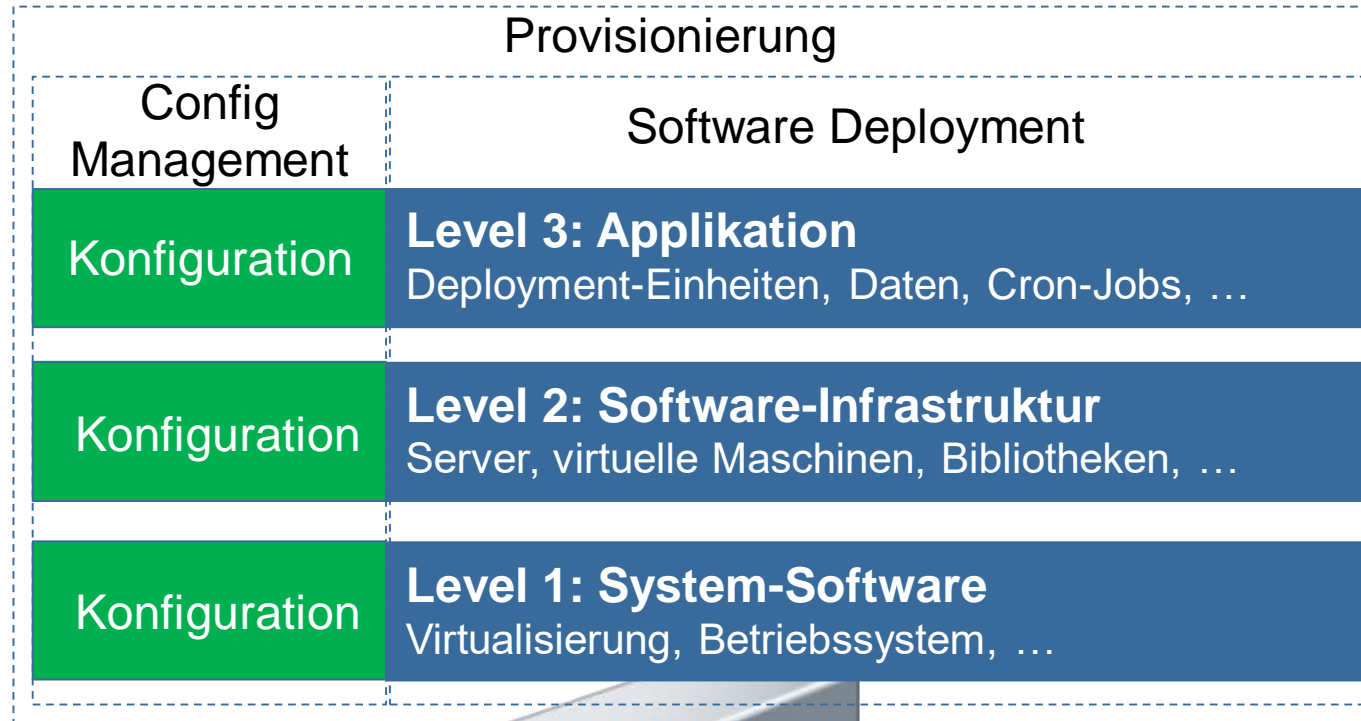 Provisionierung
Config
Management
Software Deployment
Konfiguration
Level 3: Applikation
Deployment-Einheiten, Daten, Cron-Jobs, …
Konfiguration
Level 2: Software-Infrastruktur
Server, virtuelle Maschinen, Bibliotheken, …
Konfiguration
Level 1: System-Software
Virtualisierung, Betriebssystem, …